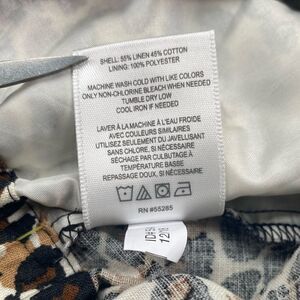 SHELL: 55% LINEN 45% COTTON
LINING: 100% POLYESTER
MACHINE WASH COLD WITH LIKE COLORS
ONLY NON-CHLORINE BLEACH WHEN NEEDED
TUMBLE DRY LOW
COOL IRON IF NEEDED
LAVER À LA MACHINE À L'EAU FROIDE
AVEC COULEURS SIMILAIRES
UTILISEZ SEULEMENT DU JAVELLISANT
SANS CHLORE, SI NÉCESSAIRE
SÉCHAGE PAR CULBUTAGE À
TEMPÉRATURE BASSE
REPASSAGE DOUX, SI NÉCESSAIRE
RN #55285